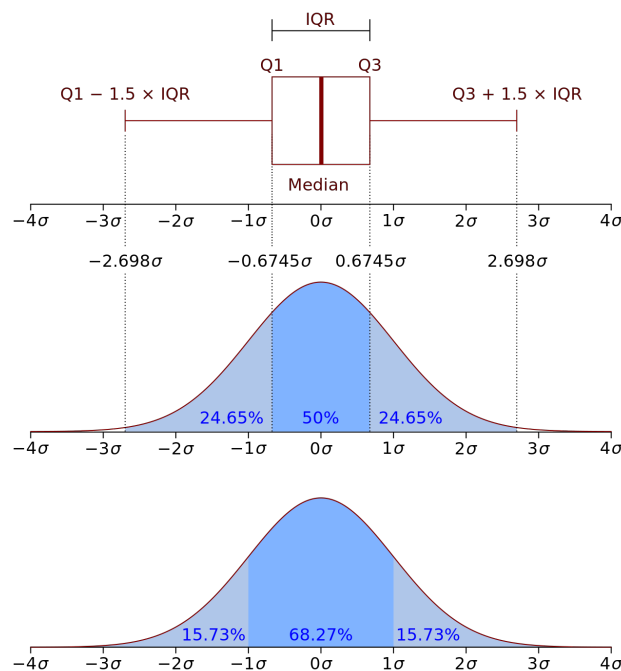 IQR
Q1 Q3
Q1 − 1.5 × IQR Q3 + 1.5 × IQR
Median
−4σ −3σ −2σ −1σ 0σ 1σ 2σ 3σ 4σ
−2.698σ −0.6745σ 0.6745σ 2.698σ
24.65% 50% 24.65%
−4σ −3σ −2σ −1σ 0σ 1σ 2σ 3σ 4σ
15.73% 68.27% 15.73%
−4σ −3σ −2σ −1σ 0σ 1σ 2σ 3σ 4σ